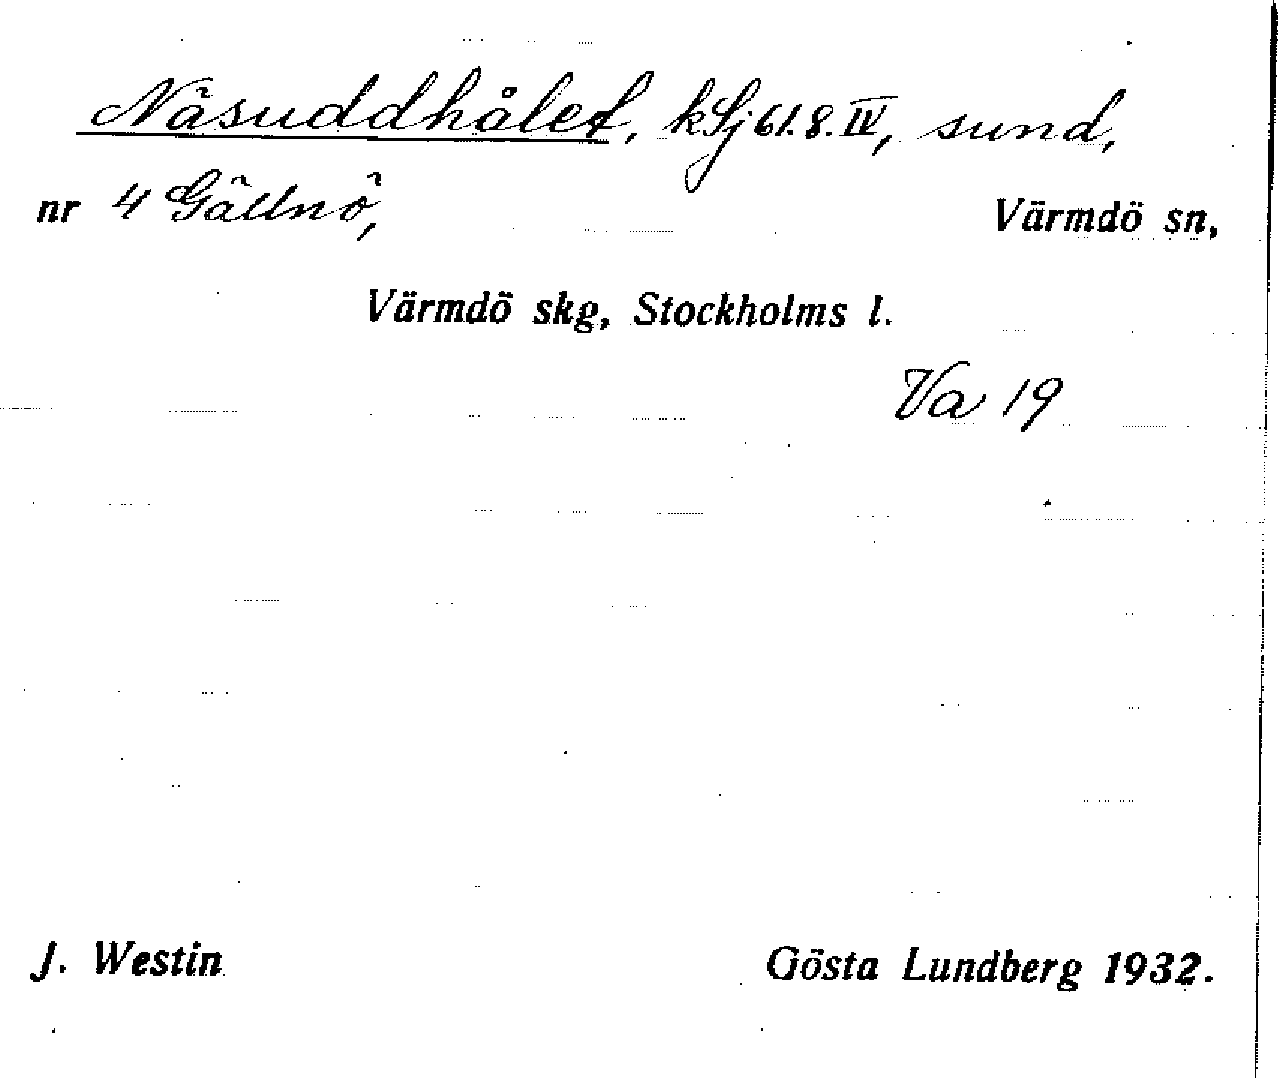 Näsuddhålet, kSj 61.8.IV, sund,
nr 4 Gällnö, Värmdö sn,
Värmdö skg, Stockholms l.
Va 19
J. Westin Gösta Lundberg 1932.